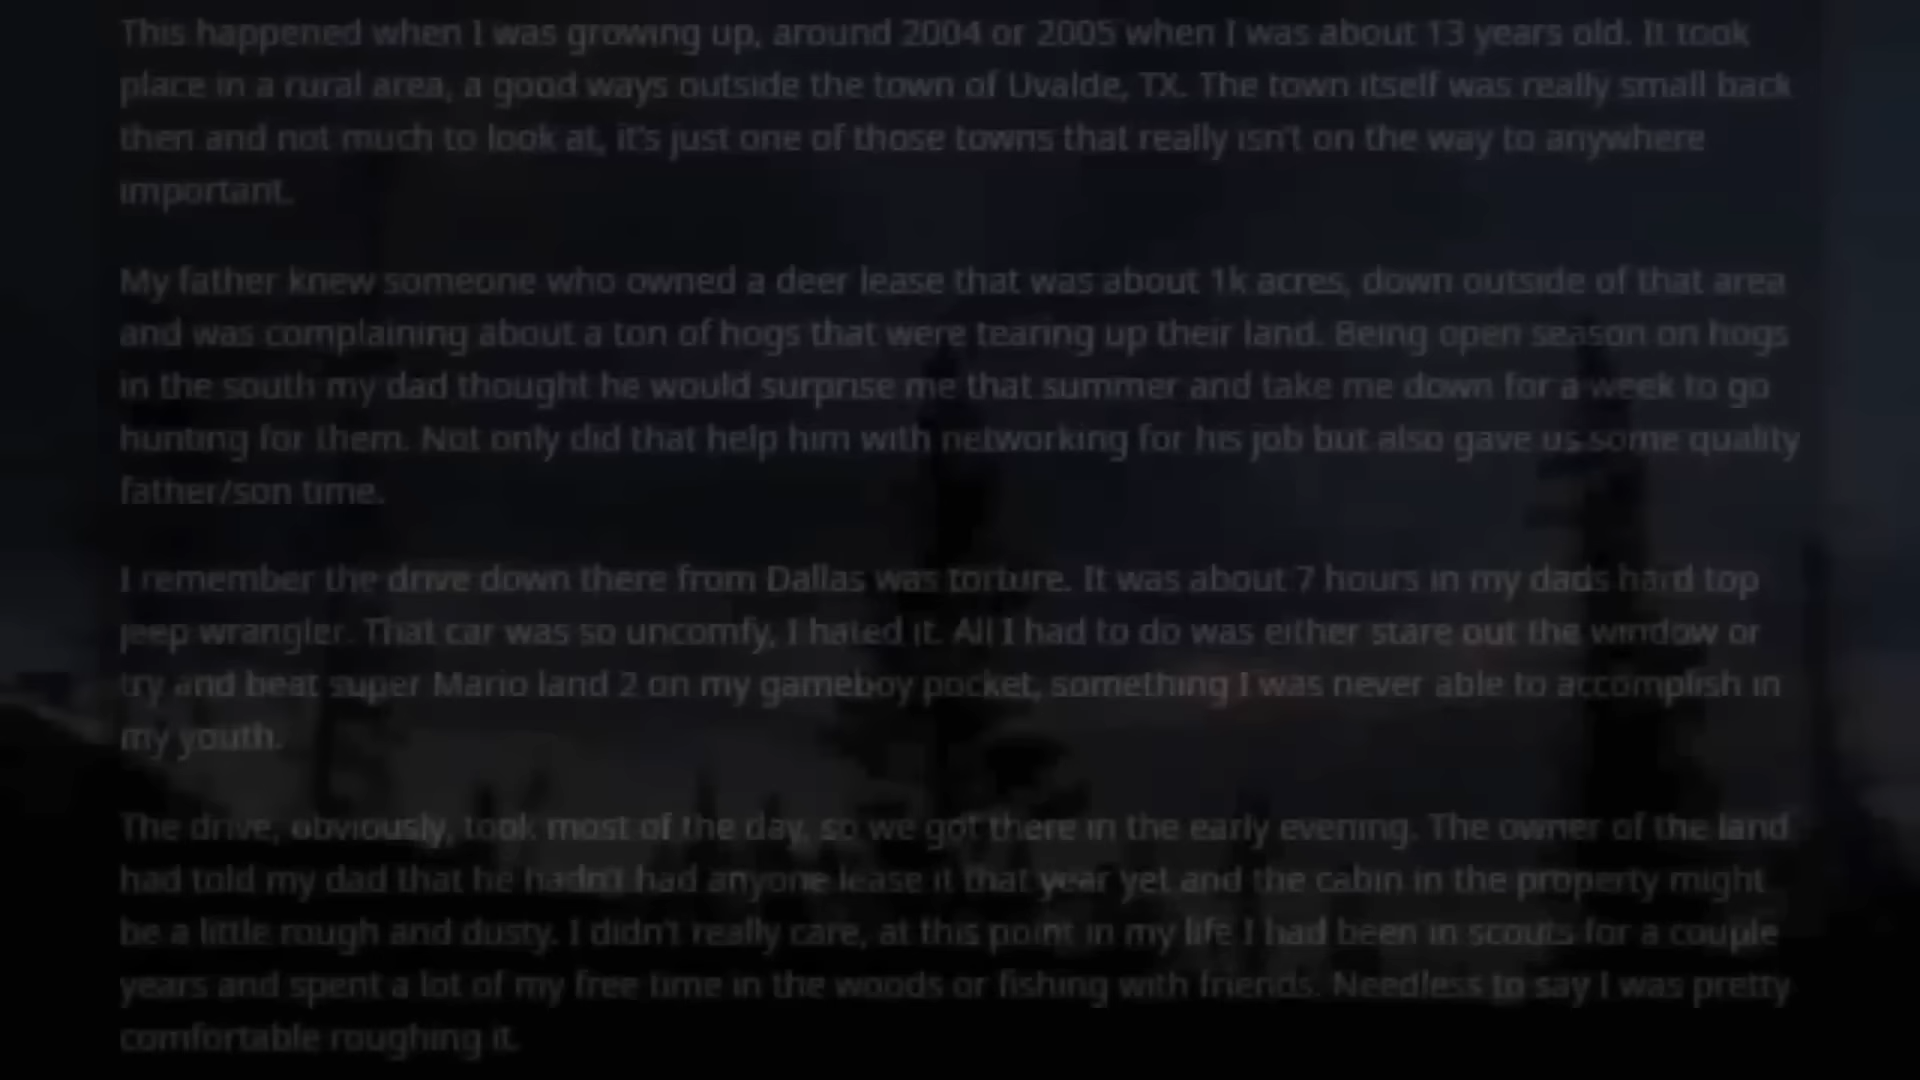 This happened when I was growing up, around 2004 or 2005 when I was about 13 years old. It took
place in a rural area, a good ways outside the town of Uvalde, TX. The town itself was really small back
then and not much to look at, it's just one of those towns that really isn't on the way to anywhere
important.
My father knew someone who owned a deer lease that was about 1k acres, down outside of that area
and was complaining about a ton of hogs that were tearing up their land. Being open season on hogs
in the south my dad thought he would surprise me that summer and take me down for a week to go
hunting for them. Not only did that help him with networking for his job but also gave us some quality
father/son time.
I remember the drive down there from Dallas was torture. It was about 7 hours in my dads hard top
jeep wrangler. That car was so uncomfy, I hated it. All I had to do was either stare out the window or
try and beat super Mario land 2 on my gameboy pocket, something I was never able to accomplish in
my youth.
The drive, obviously, took most of the day, so we got there in the early evening. The owner of the land
had told my dad that he hadn't had anyone lease it that year yet and the cabin in the property might
be a little rough and dusty. I didn't really care, at this point in my life I had been in scouts for a couple
years and spent a lot of my free time in the woods or fishing with friends. Needless to say I was pretty
comfortable roughing it.